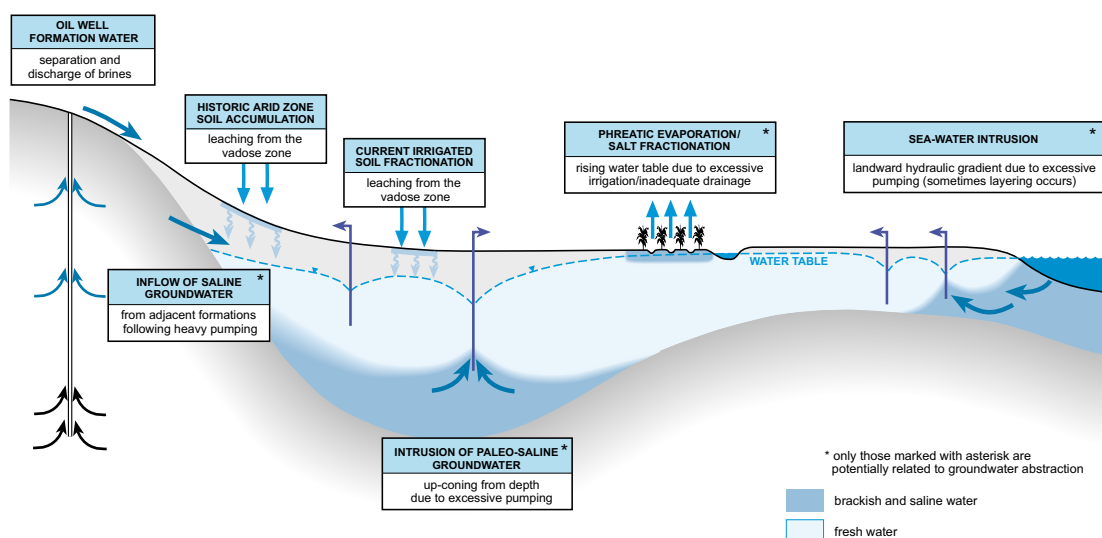 OIL WELL
FORMATION WATER
separation and
discharge of brines
HISTORIC ARID ZONE
SOIL ACCUMULATION
leaching from the
vadose zone
CURRENT IRRIGATED
SOIL FRACTIONATION
leaching from the
vadose zone
PHREATIC EVAPORATION/ *
SALT FRACTIONATION
rising water table due to excessive
irrigation/inadequate drainage
SEA-WATER INTRUSION *
landward hydraulic gradient due to excessive
pumping (sometimes layering occurs)
WATER TABLE
INFLOW OF SALINE *
GROUNDWATER
from adjacent formations
following heavy pumping
INTRUSION OF PALEO-SALINE *
GROUNDWATER
up-coning from depth
due to excessive pumping
* only those marked with asterisk are
potentially related to groundwater abstraction
brackish and saline water
fresh water